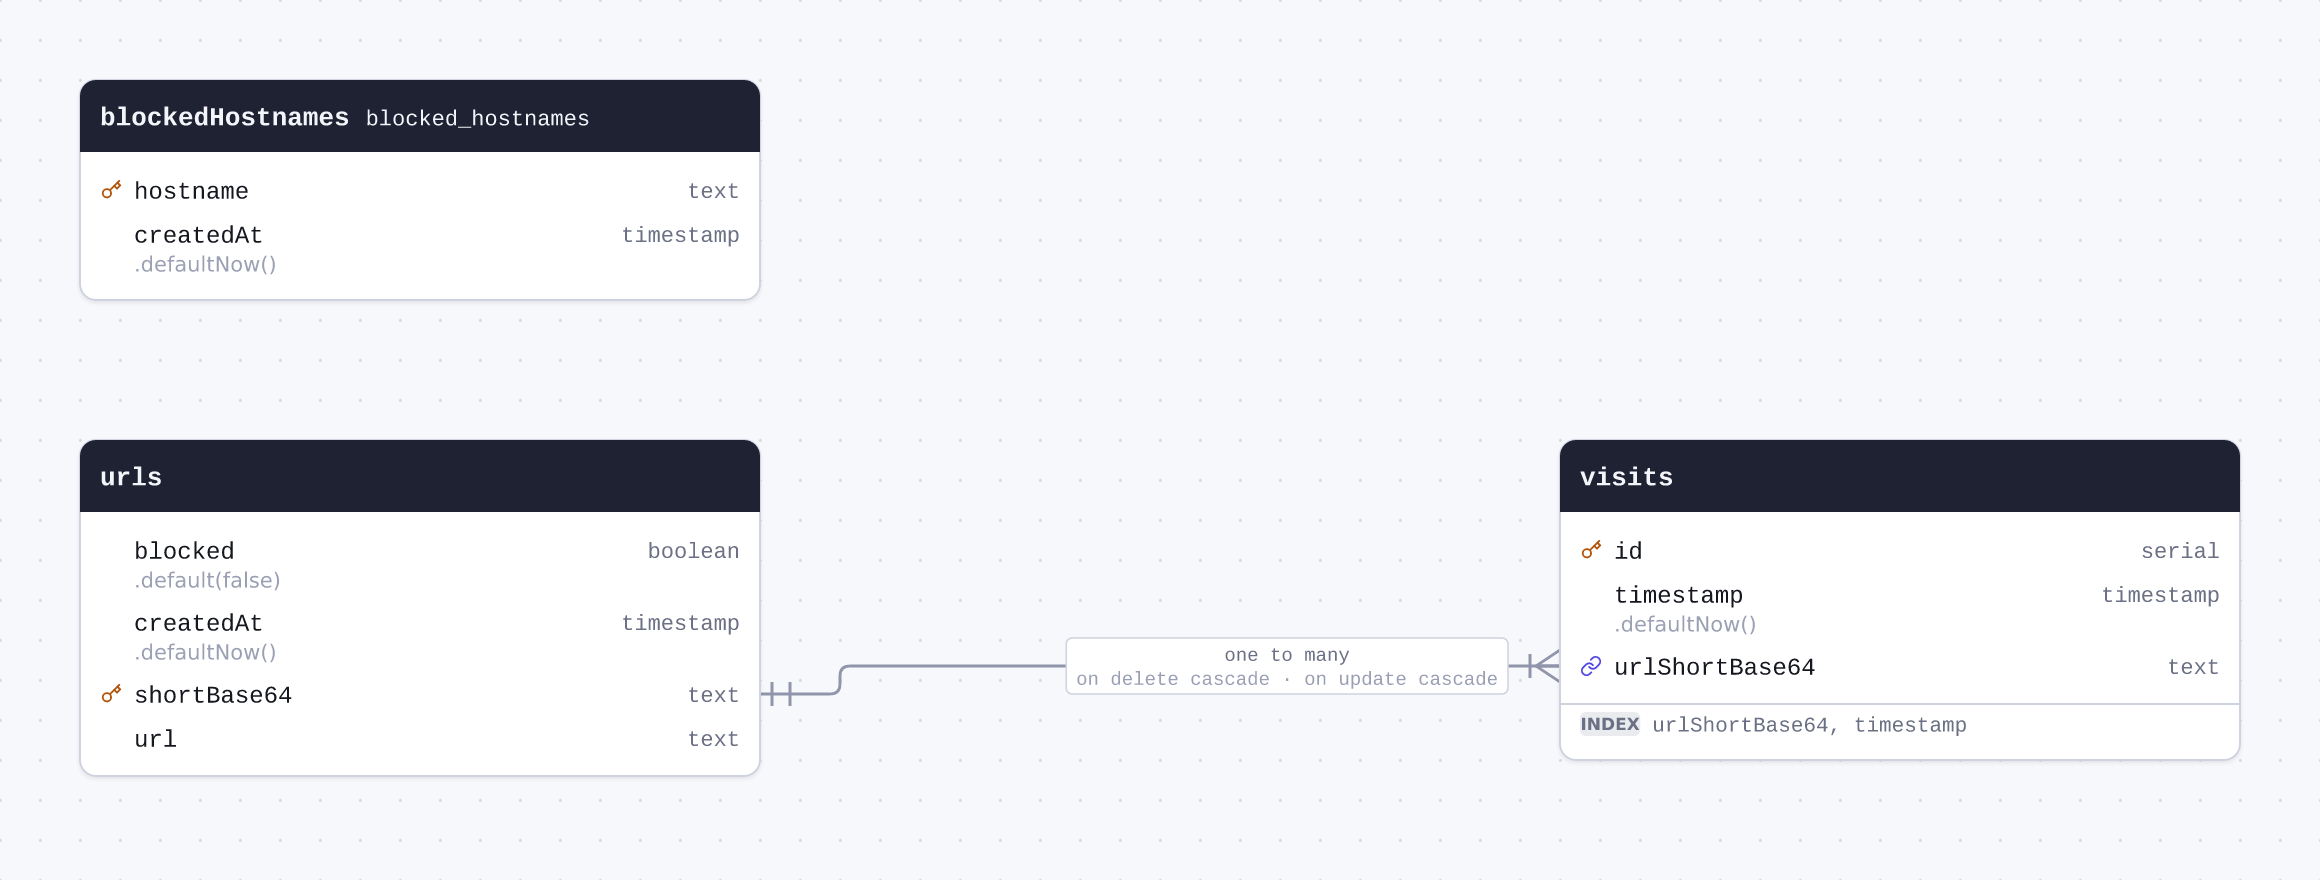 blockedHostnames blocked_hostnames
hostname text
createdAt timestamp
.defaultNow()
urls
blocked boolean
.default(false)
createdAt timestamp
.defaultNow()
shortBase64 text
url text
one to many
on delete cascade · on update cascade
visits
id serial
timestamp timestamp
.defaultNow()
urlShortBase64 text
INDEX urlShortBase64, timestamp